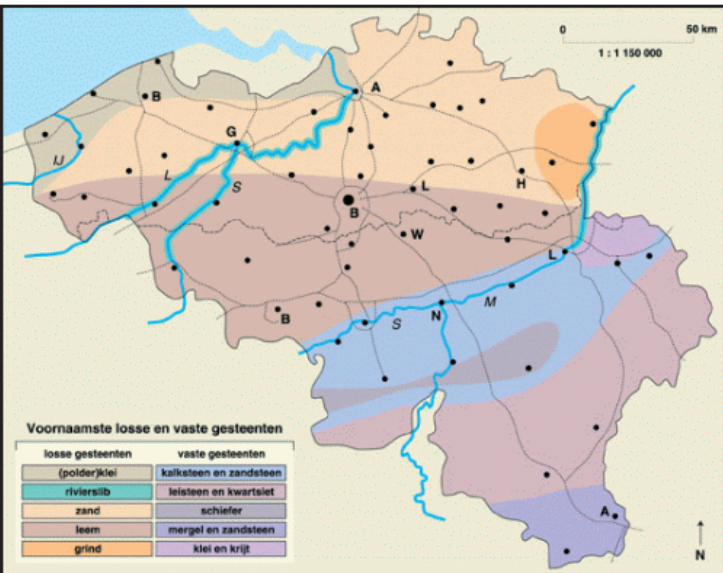 0 50 km
1 : 1 150 000
A
B
G
IJ
L
S
L
H
B
W
L
N
M
S
B
A
N
Voornaamste losse en vaste gesteenten
losse gesteenten vaste gesteenten
(polder)klei kalksteen en zandsteen
rivierslib leisteen en kwartsiet
zand schiefer
leem mergel en zandsteen
grind klei en krijt